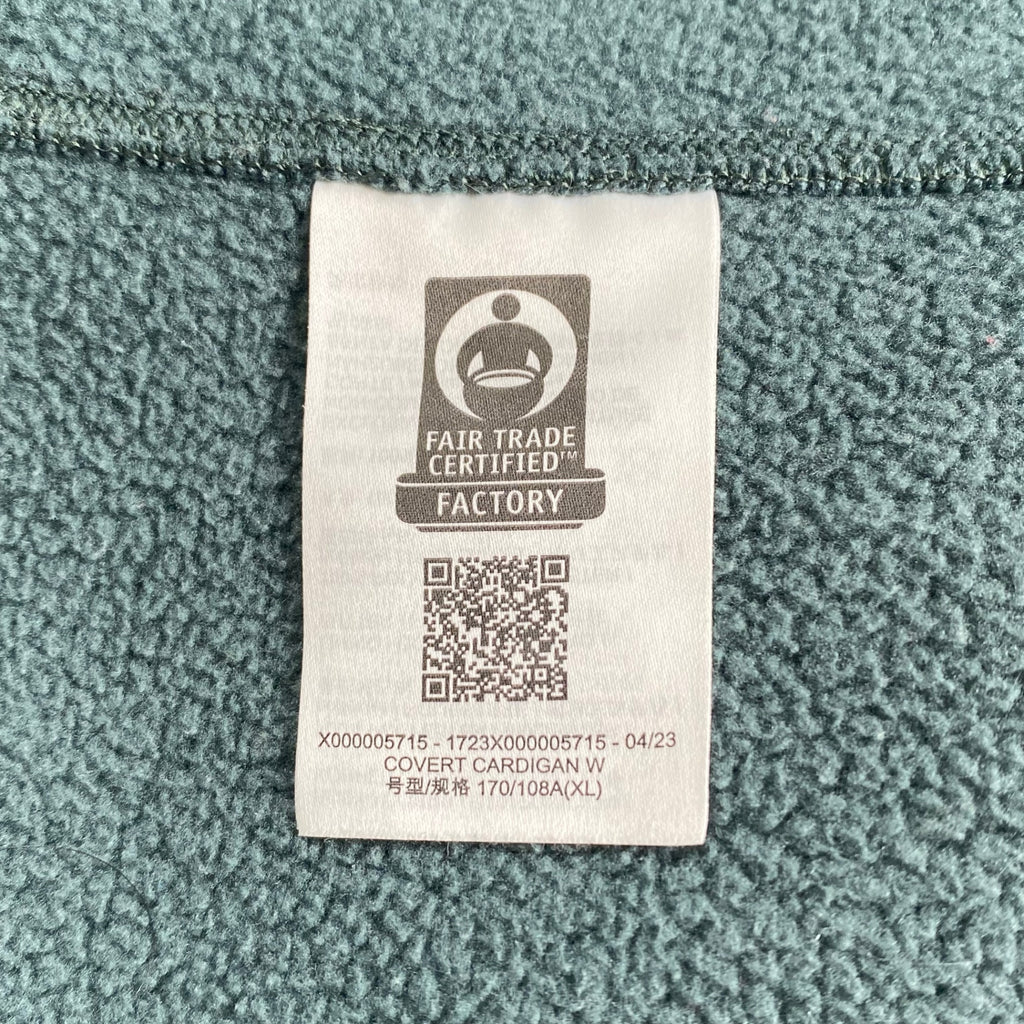 FAIR TRADE
CERTIFIED™
FACTORY
X000005715 - 1723X000005715 - 04/23
COVERT CARDIGAN W
号型/规格 170/108A(XL)